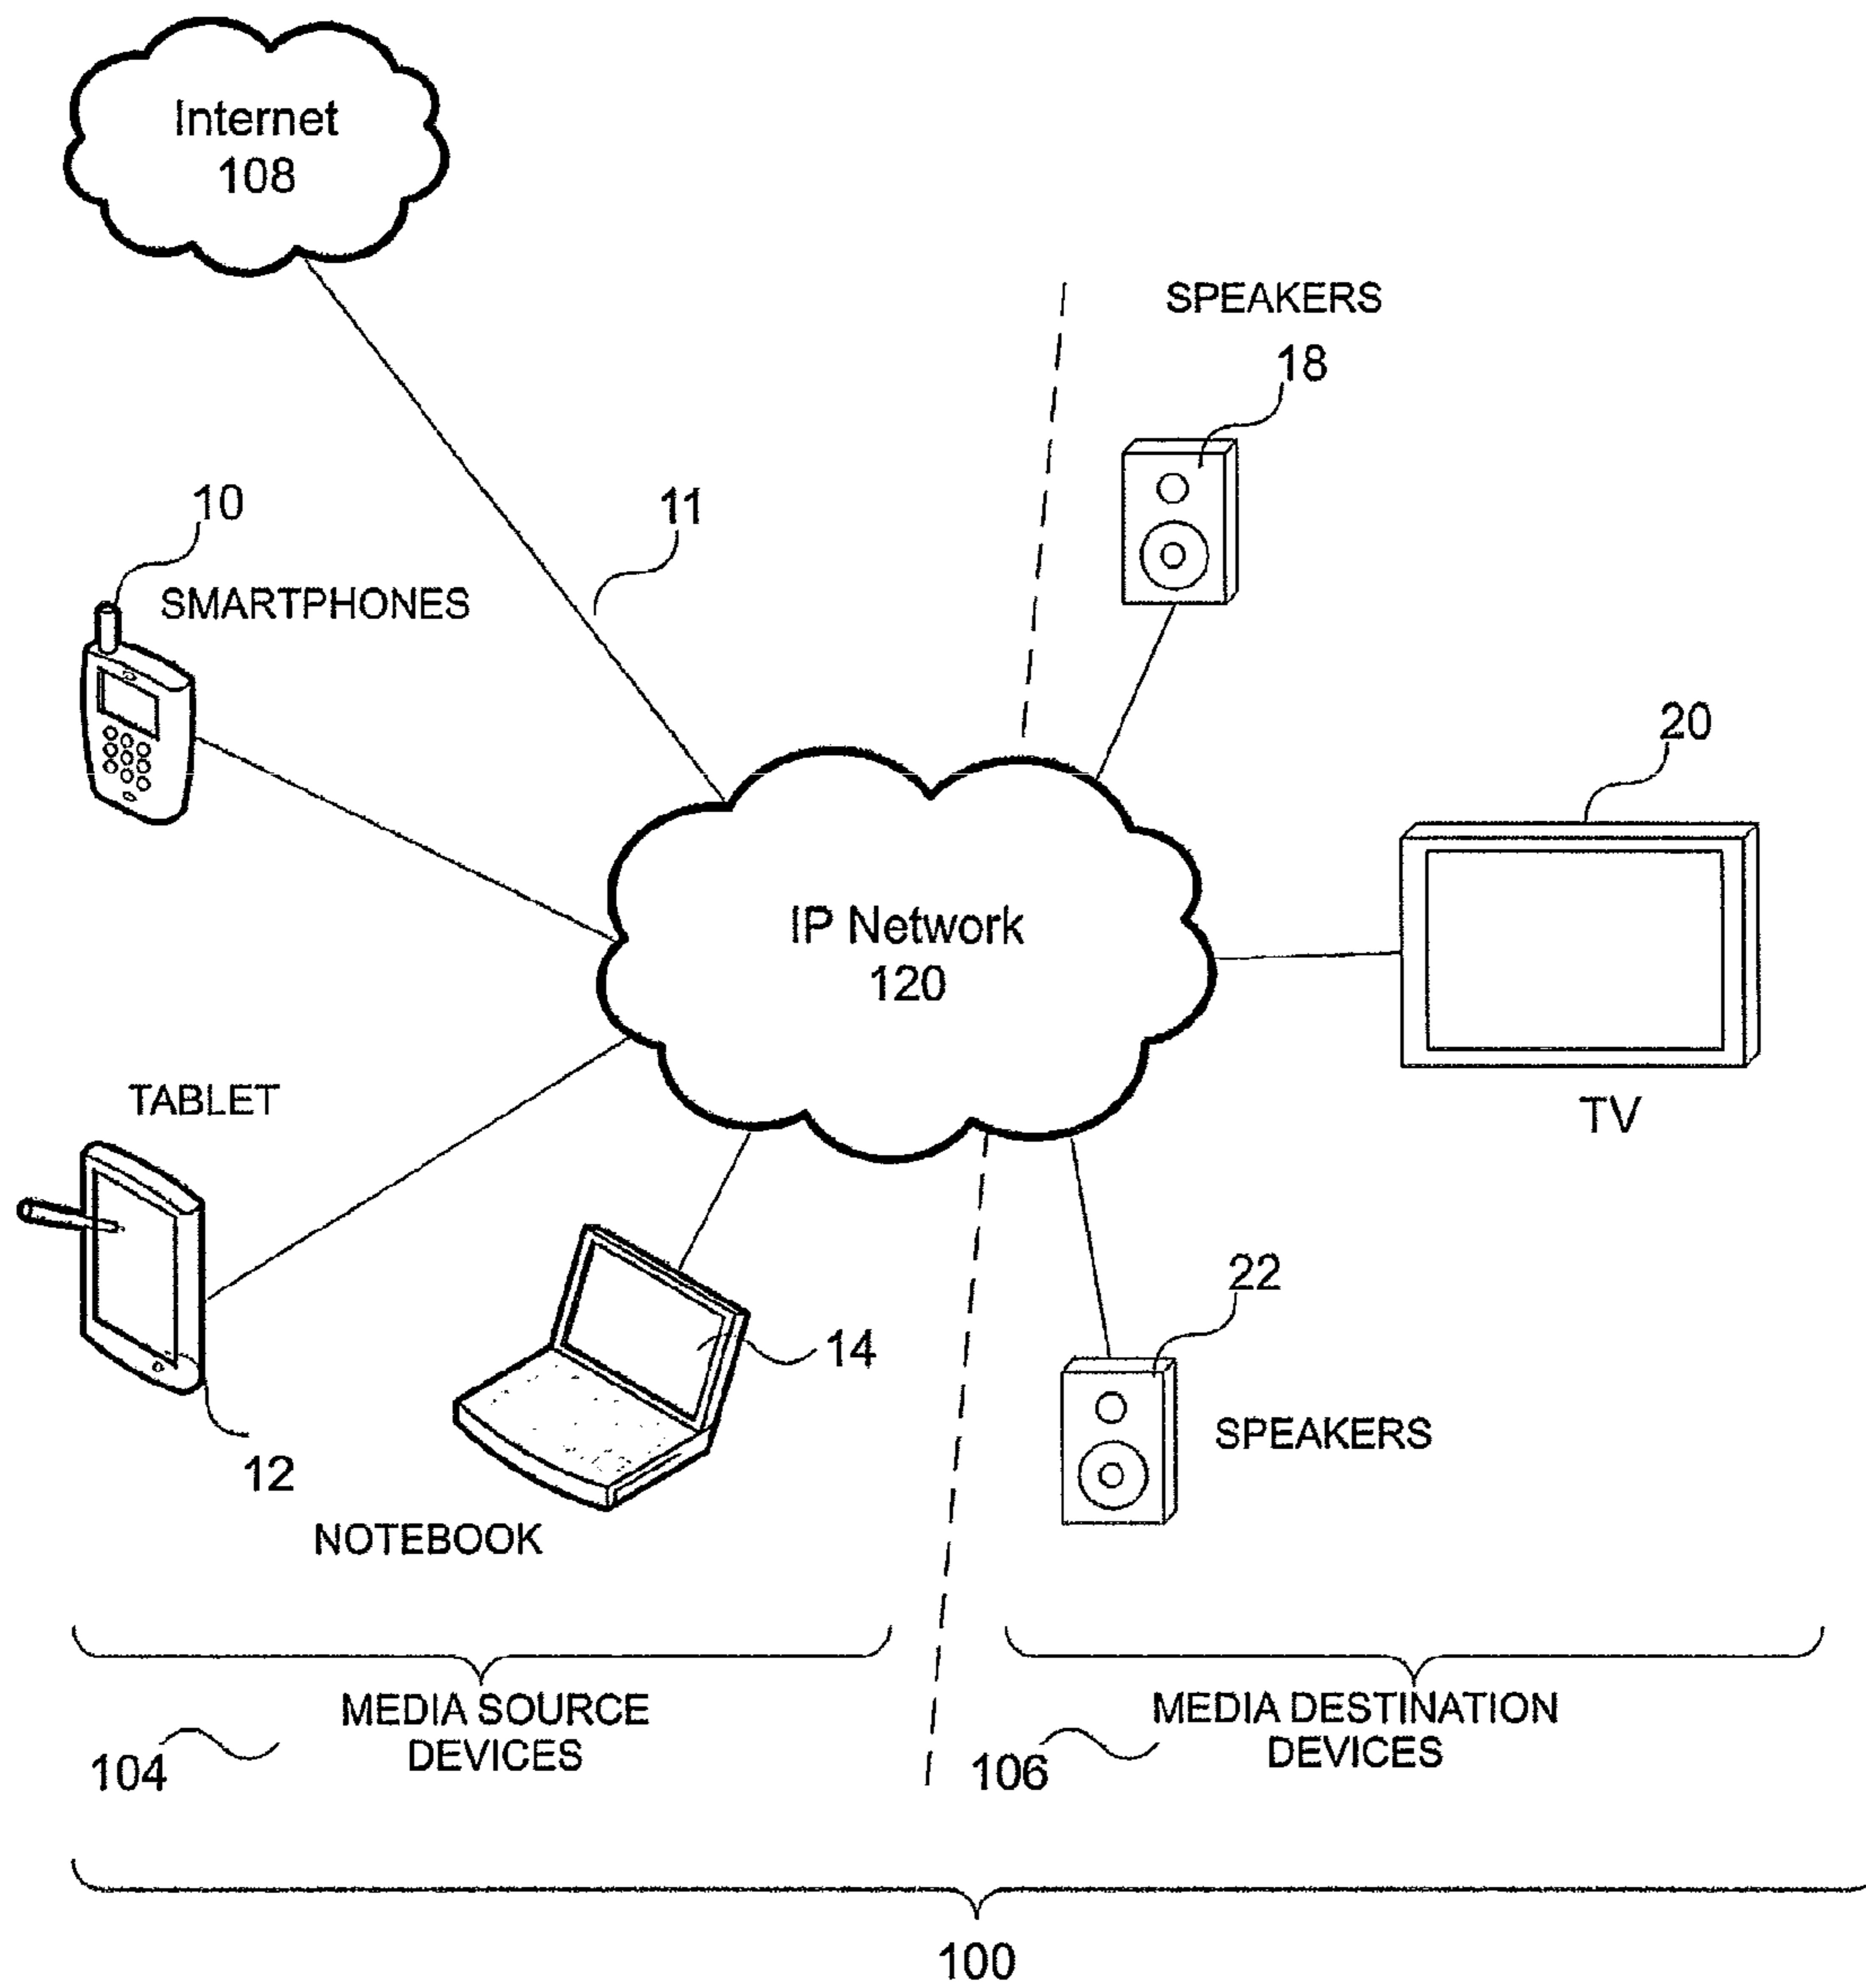 Internet
108
SPEAKERS
18
10
11
SMARTPHONES
20
IP Network
120
TABLET
TV
22
14
SPEAKERS
12
NOTEBOOK
MEDIA SOURCE
DEVICES
104
MEDIA DESTINATION
DEVICES
106
100